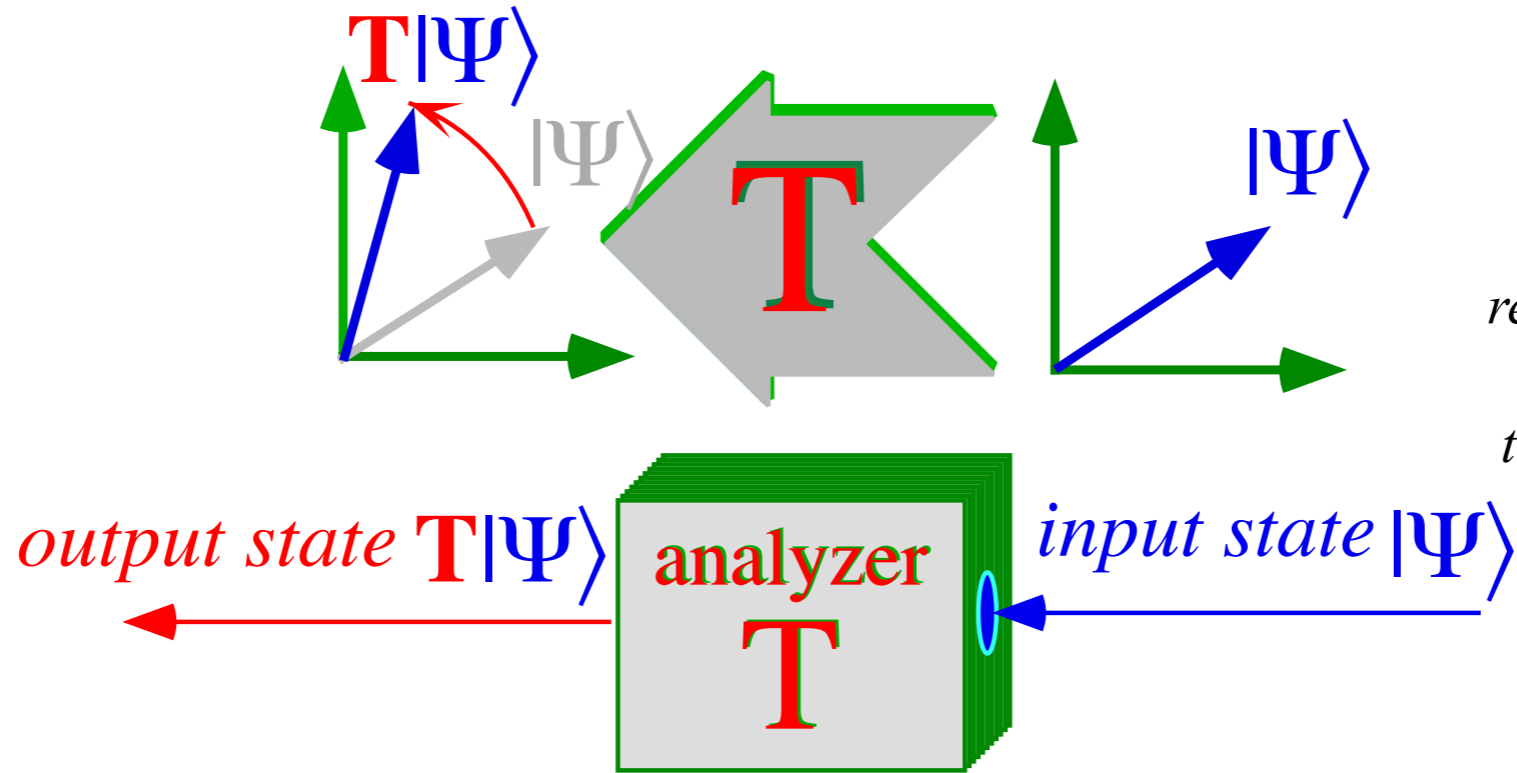 T|Ψ⟩
|Ψ⟩
T
|Ψ⟩
output state T|Ψ⟩
analyzer
T
input state |Ψ⟩